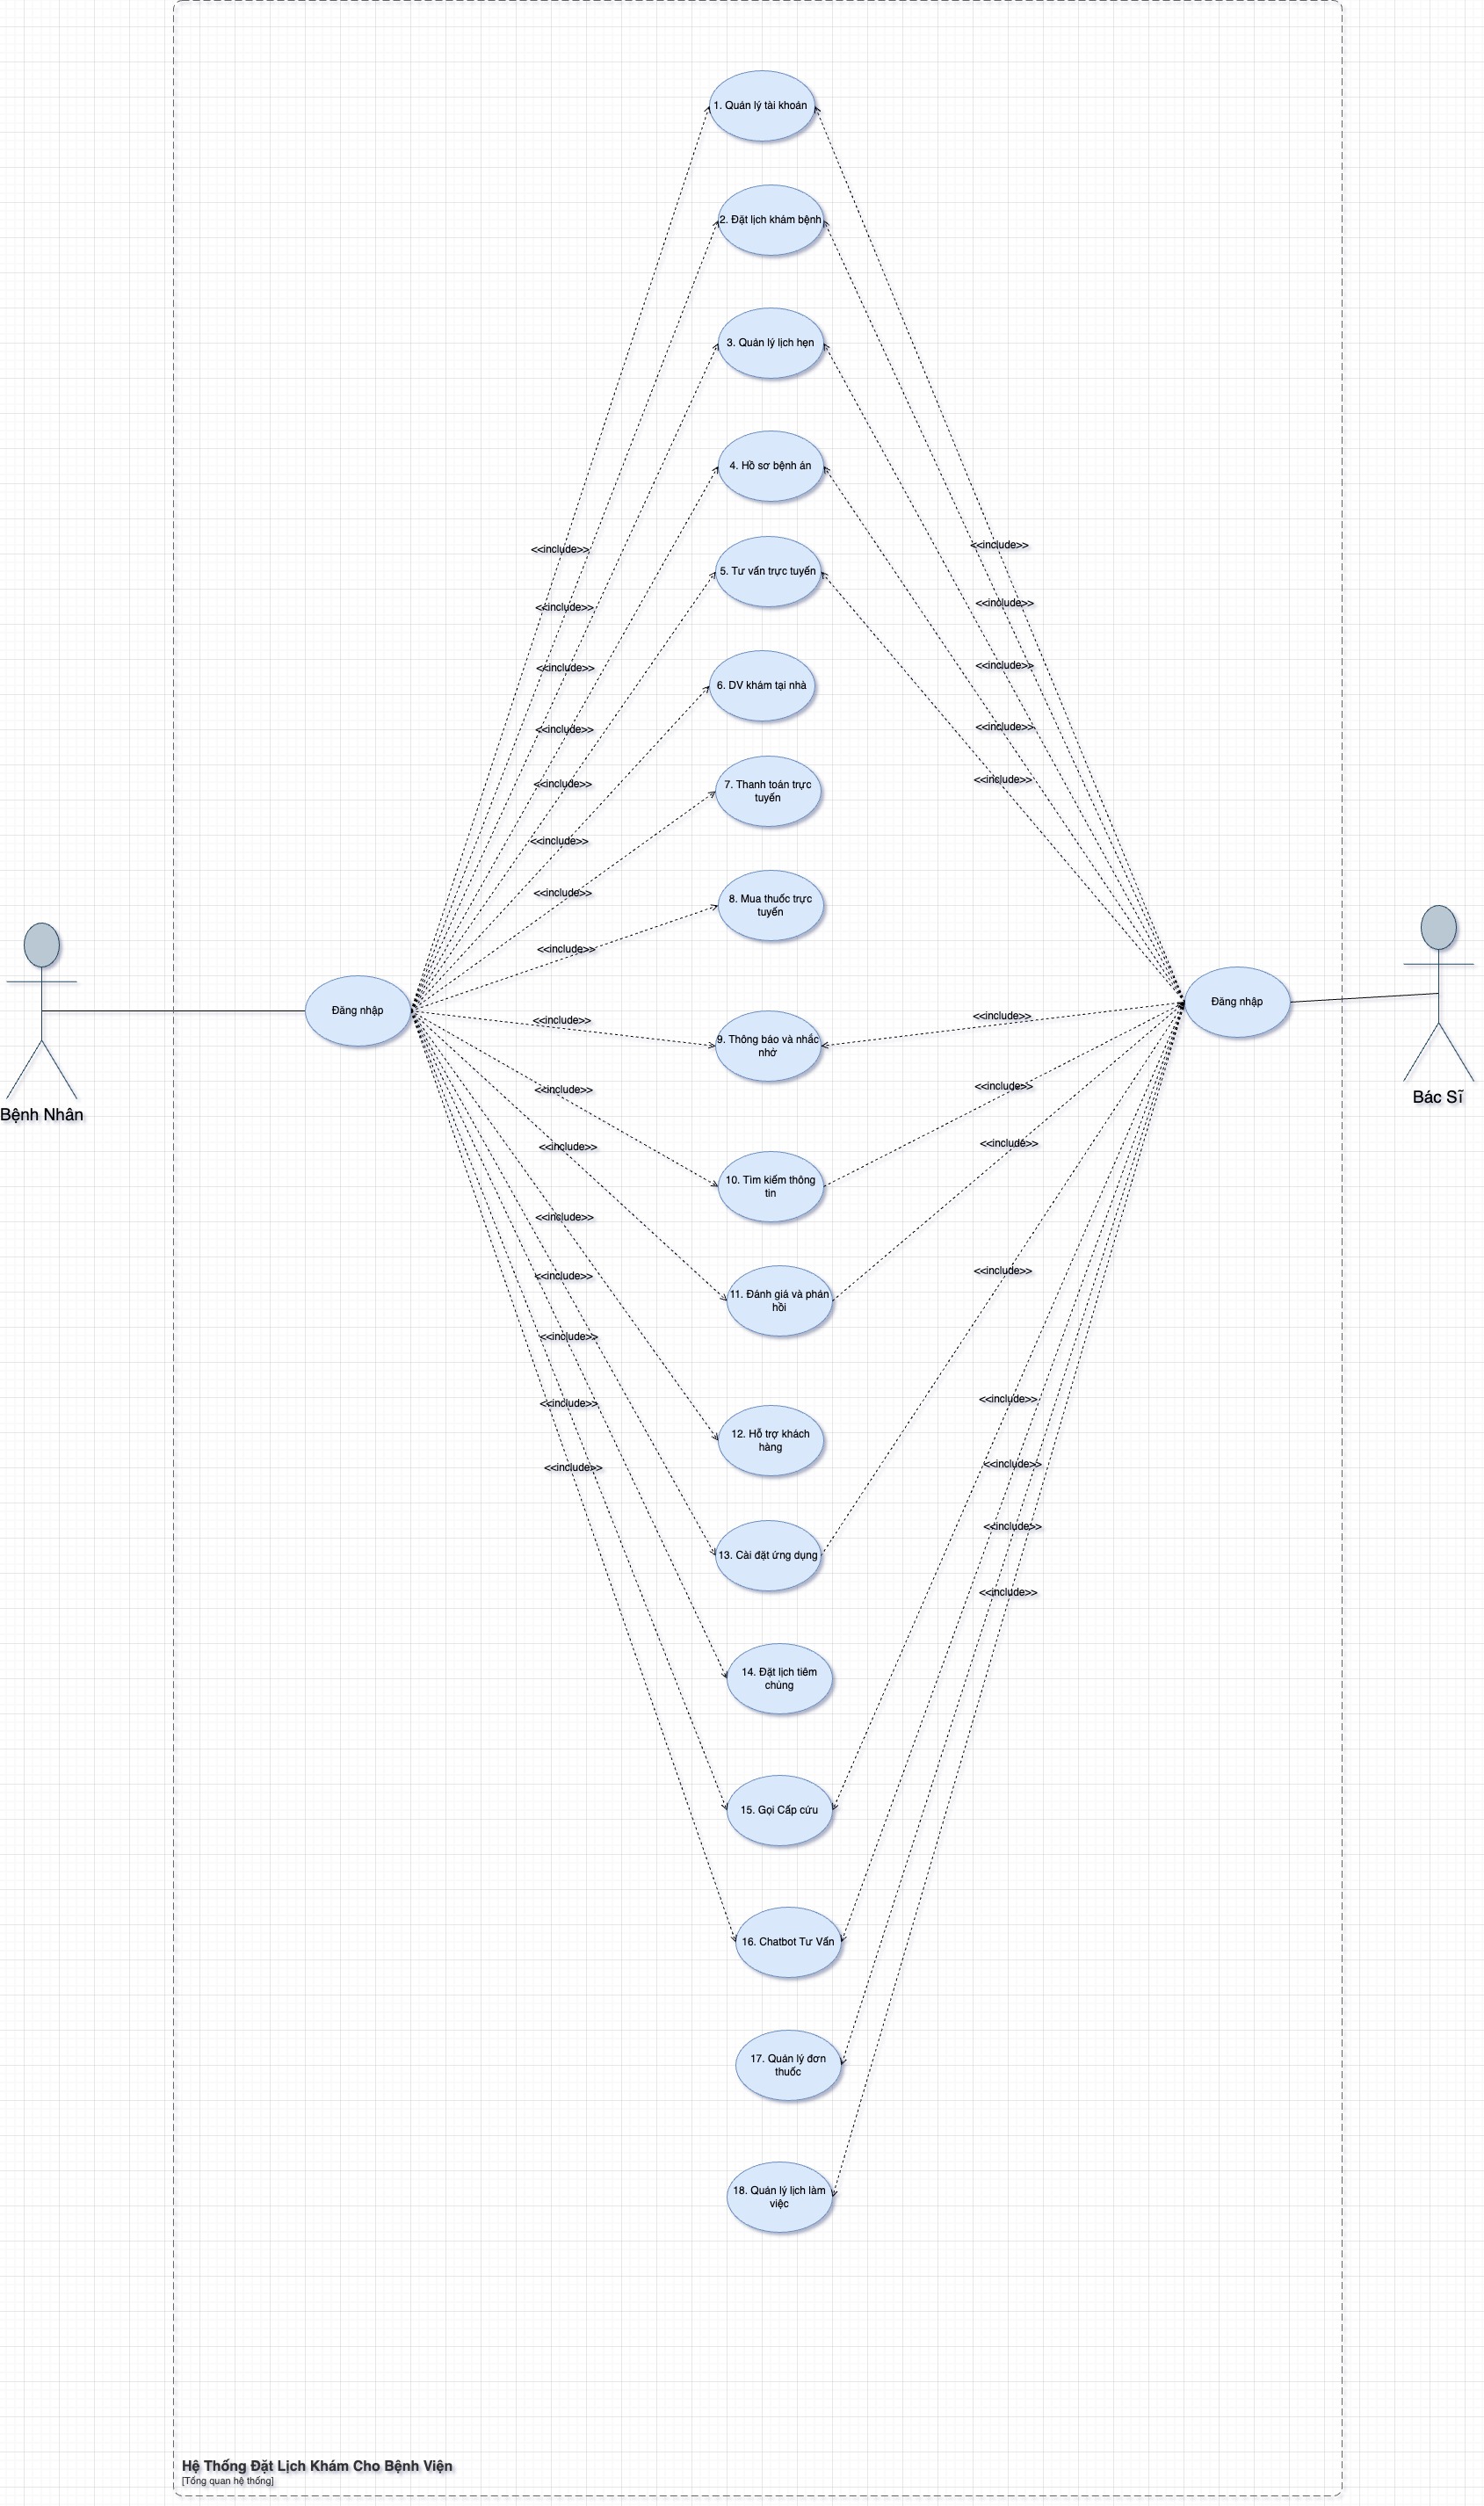 1. Quản lý tài khoản
2. Đặt lịch khám bệnh
3. Quản lý lịch hẹn
4. Hồ sơ bệnh án
<<include>>
<<include>>
5. Tư vấn trực tuyến
<<include>>
<<include>>
<<include>>
<<include>>
6. DV khám tại nhà
<<include>>
<<include>>
<<include>>
<<include>>
7. Thanh toán trực
tuyến
<<include>>
<<include>>
8. Mua thuốc trực
tuyến
<<include>>
Đăng nhập
Đăng nhập
<<include>>
<<include>>
9. Thông báo và nhắc
nhở
<<include>>
<<include>>
Bệnh Nhân
Bác Sĩ
<<include>>
<<include>>
10. Tìm kiếm thông
tin
<<include>>
<<include>>
<<include>>
11. Đánh giá và phản
hồi
<<include>>
<<include>>
<<include>>
12. Hỗ trợ khách
hàng
<<include>>
<<include>>
<<include>>
13. Cài đặt ứng dụng
<<include>>
14. Đặt lịch tiêm
chủng
15. Gọi Cấp cứu
16. Chatbot Tư Vấn
17. Quản lý đơn
thuốc
18. Quản lý lịch làm
việc
Hệ Thống Đặt Lịch Khám Cho Bệnh Viện
[Tổng quan hệ thống]